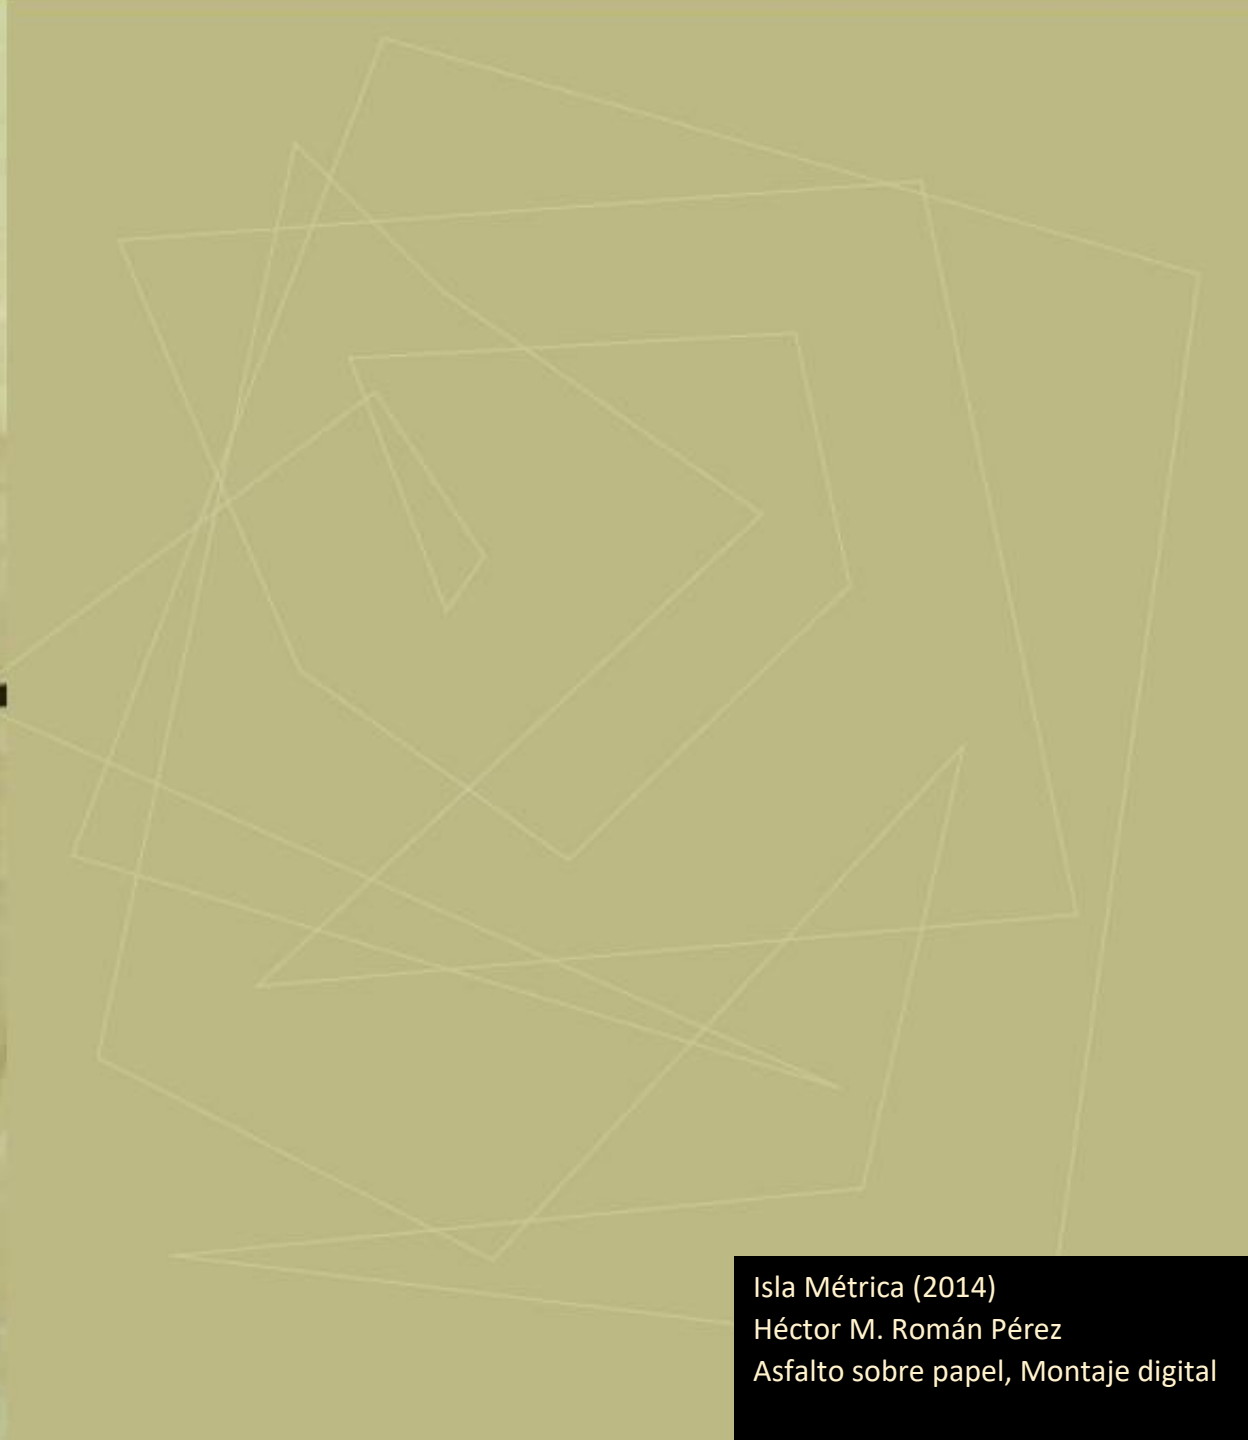 Isla Métrica (2014)
Héctor M. Román Pérez
Asfalto sobre papel, Montaje digital